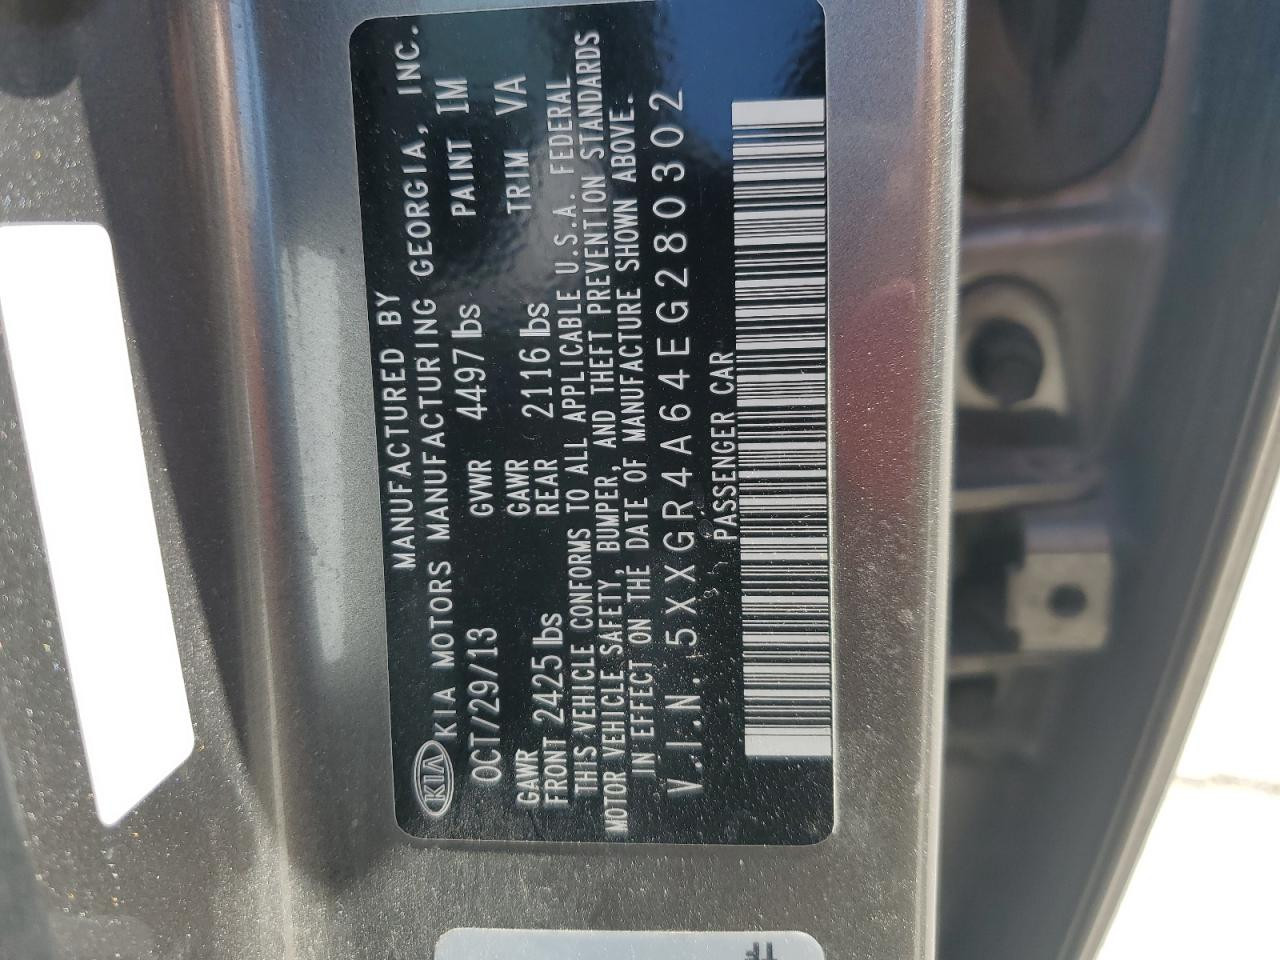 MANUFACTURED BY
KIA KIA MOTORS MANUFACTURING GEORGIA, INC.
OCT/29/13 GVWR 4497 lbs PAINT IM
GAWR FRONT 2425 lbs GAWR REAR 2116 lbs TRIM VA
THIS VEHICLE CONFORMS TO ALL APPLICABLE U.S.A. FEDERAL
MOTOR VEHICLE SAFETY, BUMPER, AND THEFT PREVENTION STANDARDS
IN EFFECT ON THE DATE OF MANUFACTURE SHOWN ABOVE.
V.I.N. 5XXGR4A64EG280302
PASSENGER CAR